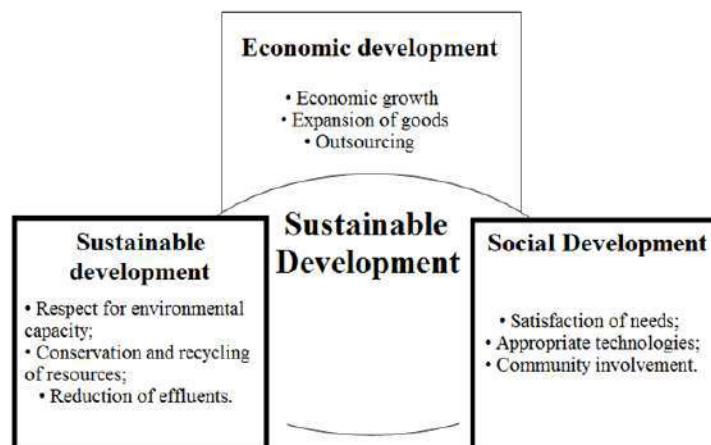 Economic development
• Economic growth
• Expansion of goods
• Outsourcing
Sustainable
Development
Sustainable
development
• Respect for environmental
capacity;
• Conservation and recycling
of resources;
• Reduction of effluents.
Social Development
• Satisfaction of needs;
• Appropriate technologies;
• Community involvement.